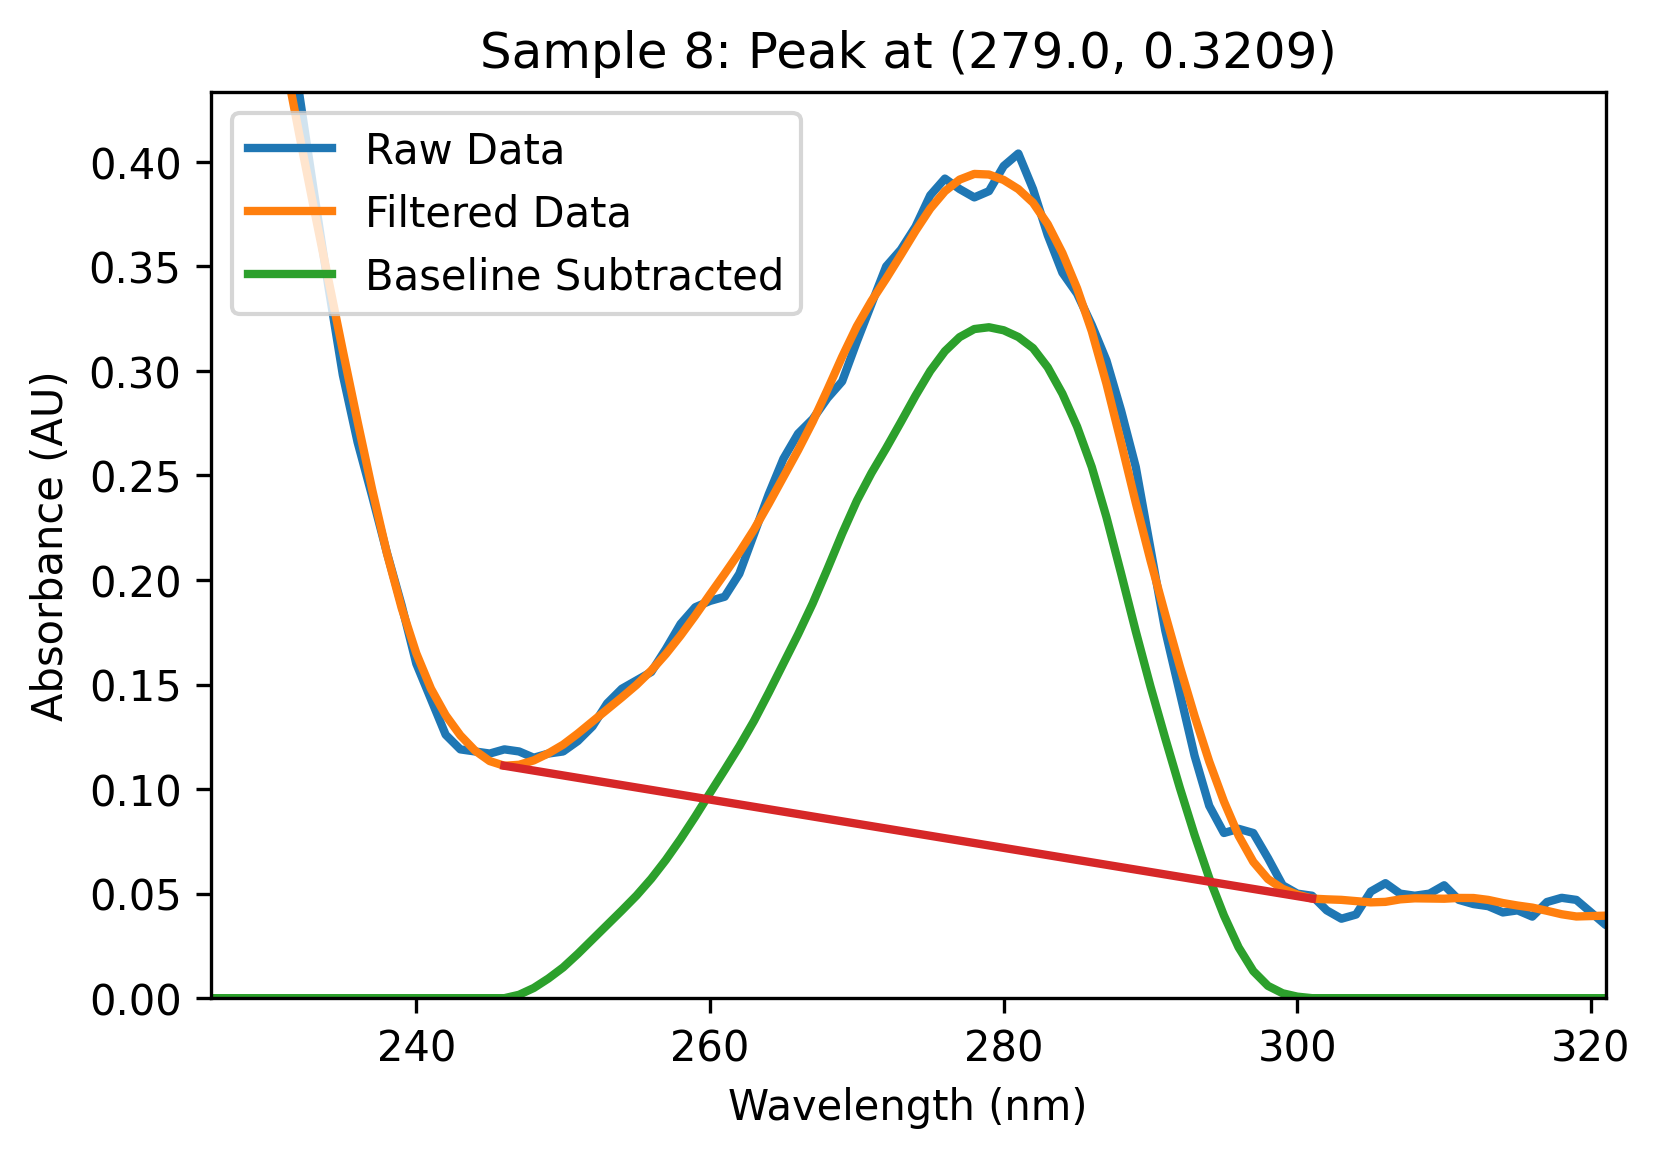 Sample 8: Peak at (279.0, 0.3209)
Raw Data
Filtered Data
Baseline Subtracted
Absorbance (AU)
0.40
0.35
0.30
0.25
0.20
0.15
0.10
0.05
0.00
240 260 280 300 320
Wavelength (nm)